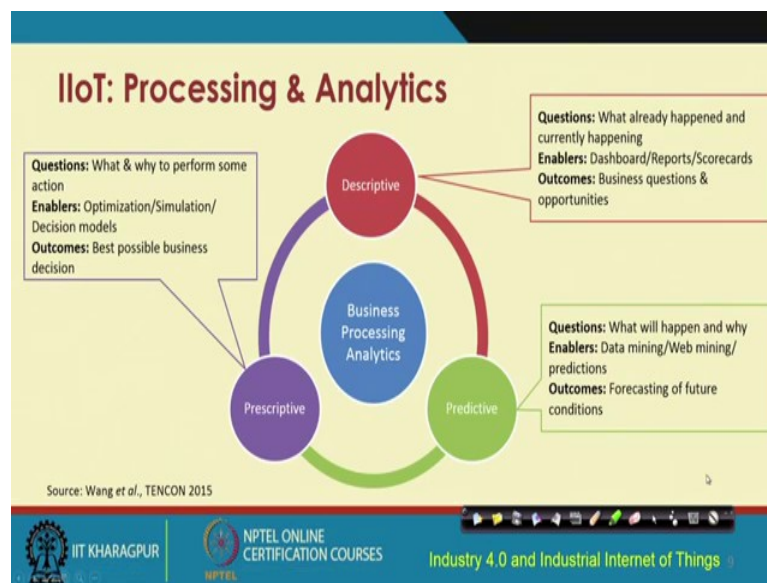 IIoT: Processing & Analytics
Questions: What & why to perform some
action
Enablers: Optimization/Simulation/
Decision models
Outcomes: Best possible business
decision
Descriptive
Questions: What already happened and
currently happening
Enablers: Dashboard/Reports/Scorecards
Outcomes: Business questions &
opportunities
Business
Processing
Analytics
Prescriptive
Predictive
Questions: What will happen and why
Enablers: Data mining/Web mining/
predictions
Outcomes: Forecasting of future
conditions
Source: Wang et al., TENCON 2015
IIT KHARAGPUR
NPTEL
NPTEL ONLINE
CERTIFICATION COURSES
Industry 4.0 and Industrial Internet of Things 9